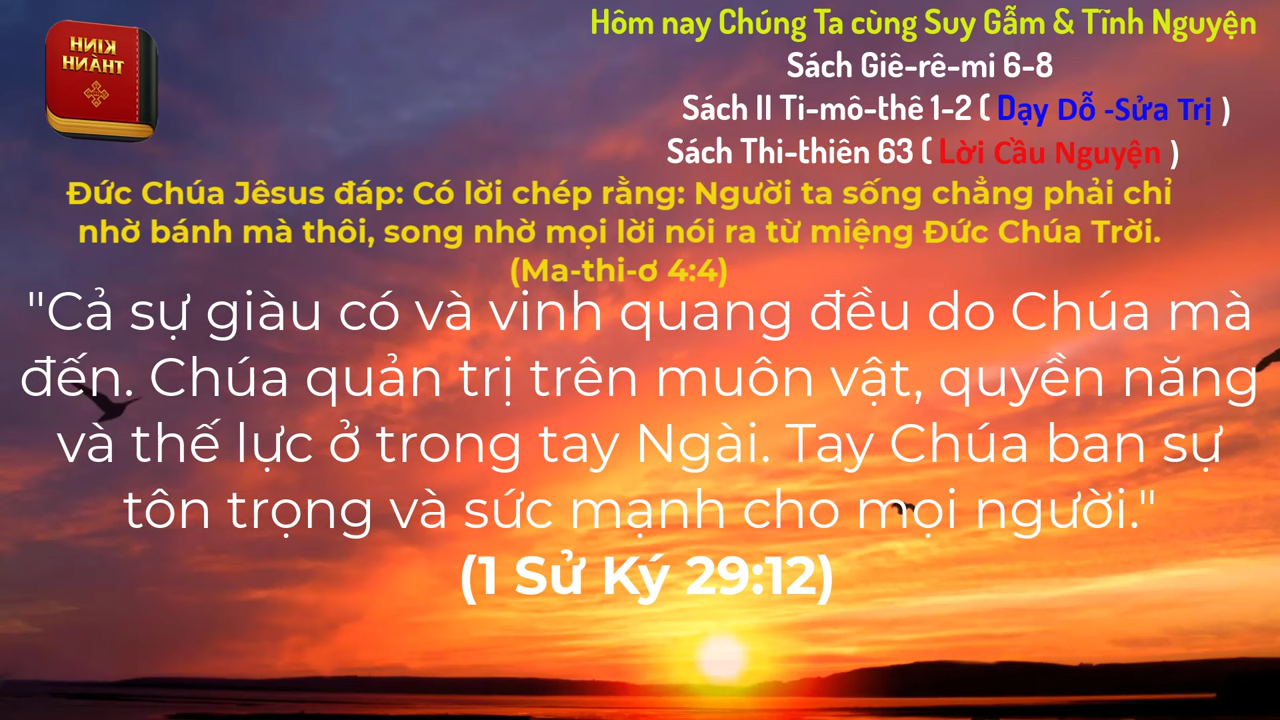 KINH
THÀNH
Hôm nay Chúng Ta cùng Suy Gẫm & Tĩnh Nguyện
Sách Giê-rê-mi 6-8
Sách II Ti-mô-thê 1-2 ( Dạy Dỗ -Sửa Trị )
Sách Thi-thiên 63 ( Lời Cầu Nguyện )
Đức Chúa Jêsus đáp: Có lời chép rằng: Người ta sống chẳng phải chỉ
nhờ bánh mà thôi, song nhờ mọi lời nói ra từ miệng Đức Chúa Trời.
(Ma-thi-ơ 4:4)
"Cả sự giàu có và vinh quang đều do Chúa mà
đến. Chúa quản trị trên muôn vật, quyền năng
và thế lực ở trong tay Ngài. Tay Chúa ban sự
tôn trọng và sức mạnh cho mọi người."
(1 Sử Ký 29:12)